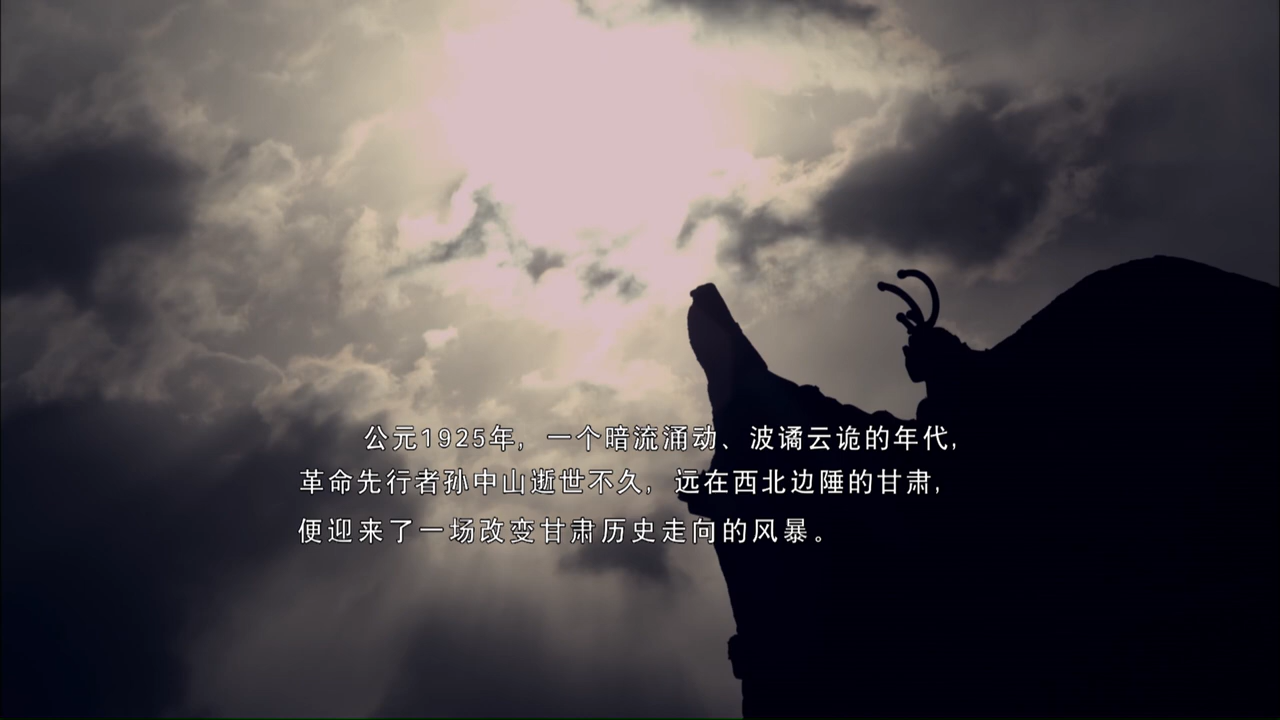 公元1925年，一个暗流涌动、波谲云诡的年代，
革命先行者孙中山逝世不久，远在西北边陲的甘肃，
便迎来了一场改变甘肃历史走向的风暴。